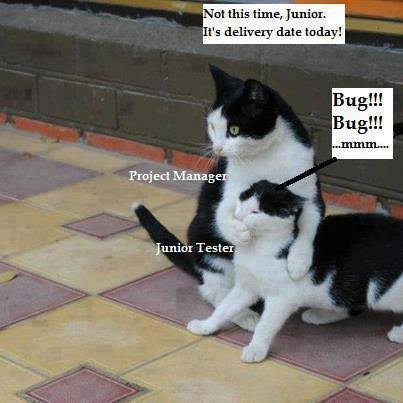 Not this time, Junior.
It's delivery date today!
Bug!!!
Bug!!!
...mmm....
Project Manager
Junior Tester